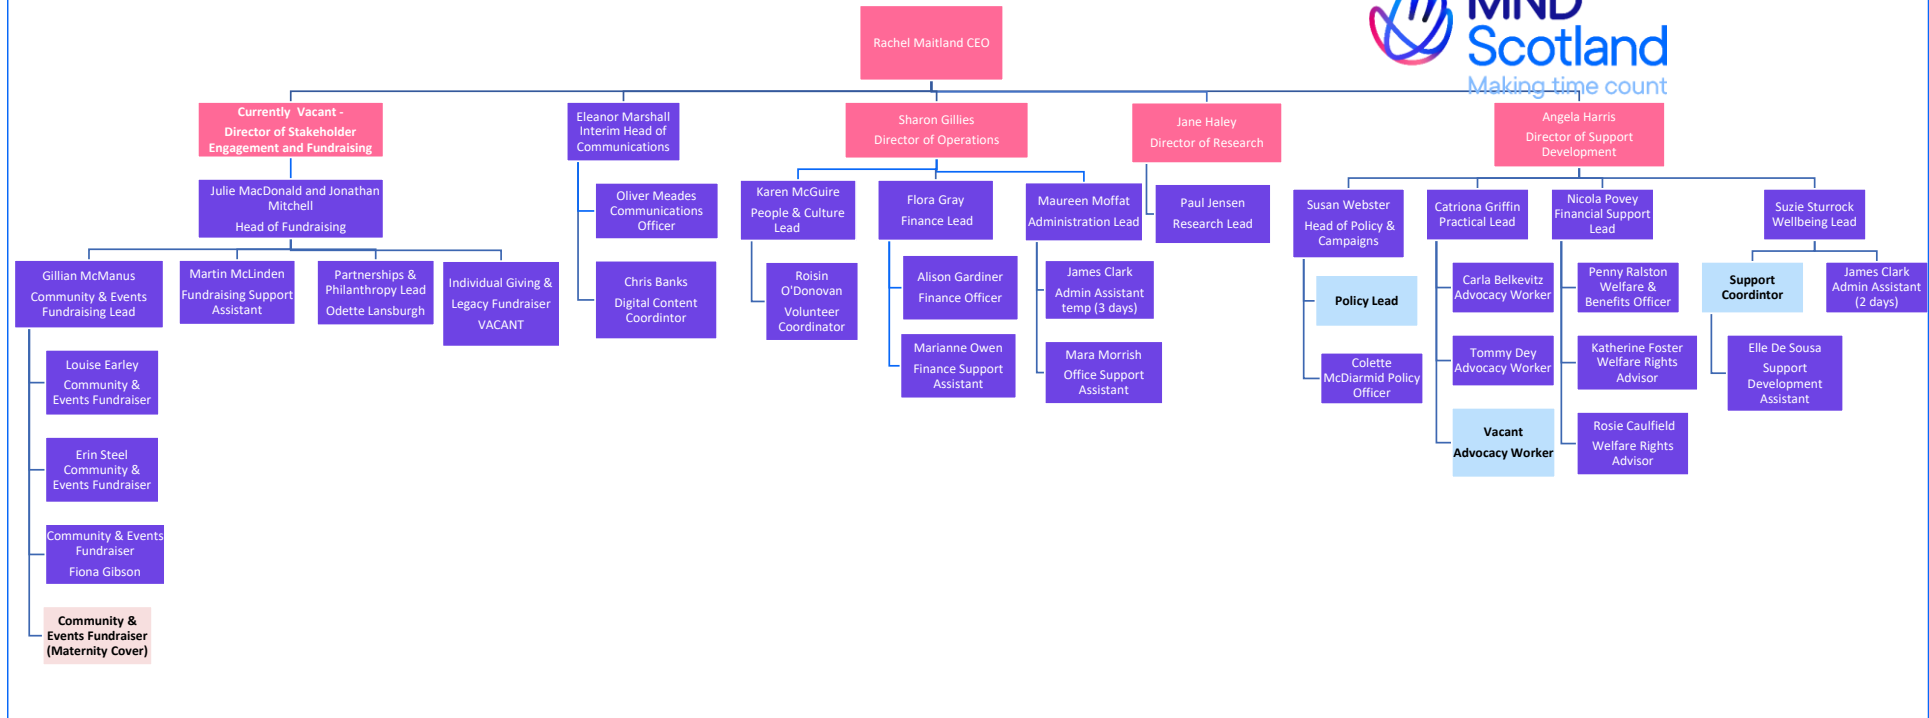 MND
Scotland
Making time count
Rachel Maitland CEO
Currently Vacant -
Director of Stakeholder
Engagement and Fundraising
Eleanor Marshall
Interim Head of
Communications
Sharon Gillies
Director of Operations
Jane Haley
Director of Research
Angela Harris
Director of Support
Development
Julie MacDonald and Jonathan
Mitchell
Head of Fundraising
Oliver Meades
Communications
Officer
Karen McGuire
People & Culture
Lead
Flora Gray
Finance Lead
Maureen Moffat
Administration Lead
Paul Jensen
Research Lead
Susan Webster
Head of Policy &
Campaigns
Catriona Griffin
Practical Lead
Nicola Povey
Financial Support
Lead
Suzie Sturrock
Wellbeing Lead
Gillian McManus
Community & Events
Fundraising Lead
Martin McLinden
Fundraising Support
Assistant
Partnerships &
Philanthropy Lead
Odette Lansburgh
Individual Giving &
Legacy Fundraiser
VACANT
Chris Banks
Digital Content
Coordintor
Roisin
O'Donovan
Volunteer
Coordinator
Alison Gardiner
Finance Officer
James Clark
Admin Assistant
temp (3 days)
Policy Lead
Carla Belkevitz
Advocacy Worker
Penny Ralston
Welfare &
Benefits Officer
Support
Coordintor
James Clark
Admin Assistant
(2 days)
Louise Earley
Community &
Events Fundraiser
Marianne Owen
Finance Support
Assistant
Mara Morrish
Office Support
Assistant
Colette
McDiarmid Policy
Officer
Tommy Dey
Advocacy Worker
Katherine Foster
Welfare Rights
Advisor
Elle De Sousa
Support
Development
Assistant
Erin Steel
Community &
Events Fundraiser
Vacant
Advocacy Worker
Rosie Caulfield
Welfare Rights
Advisor
Community & Events
Fundraiser
Fiona Gibson
Community &
Events Fundraiser
(Maternity Cover)